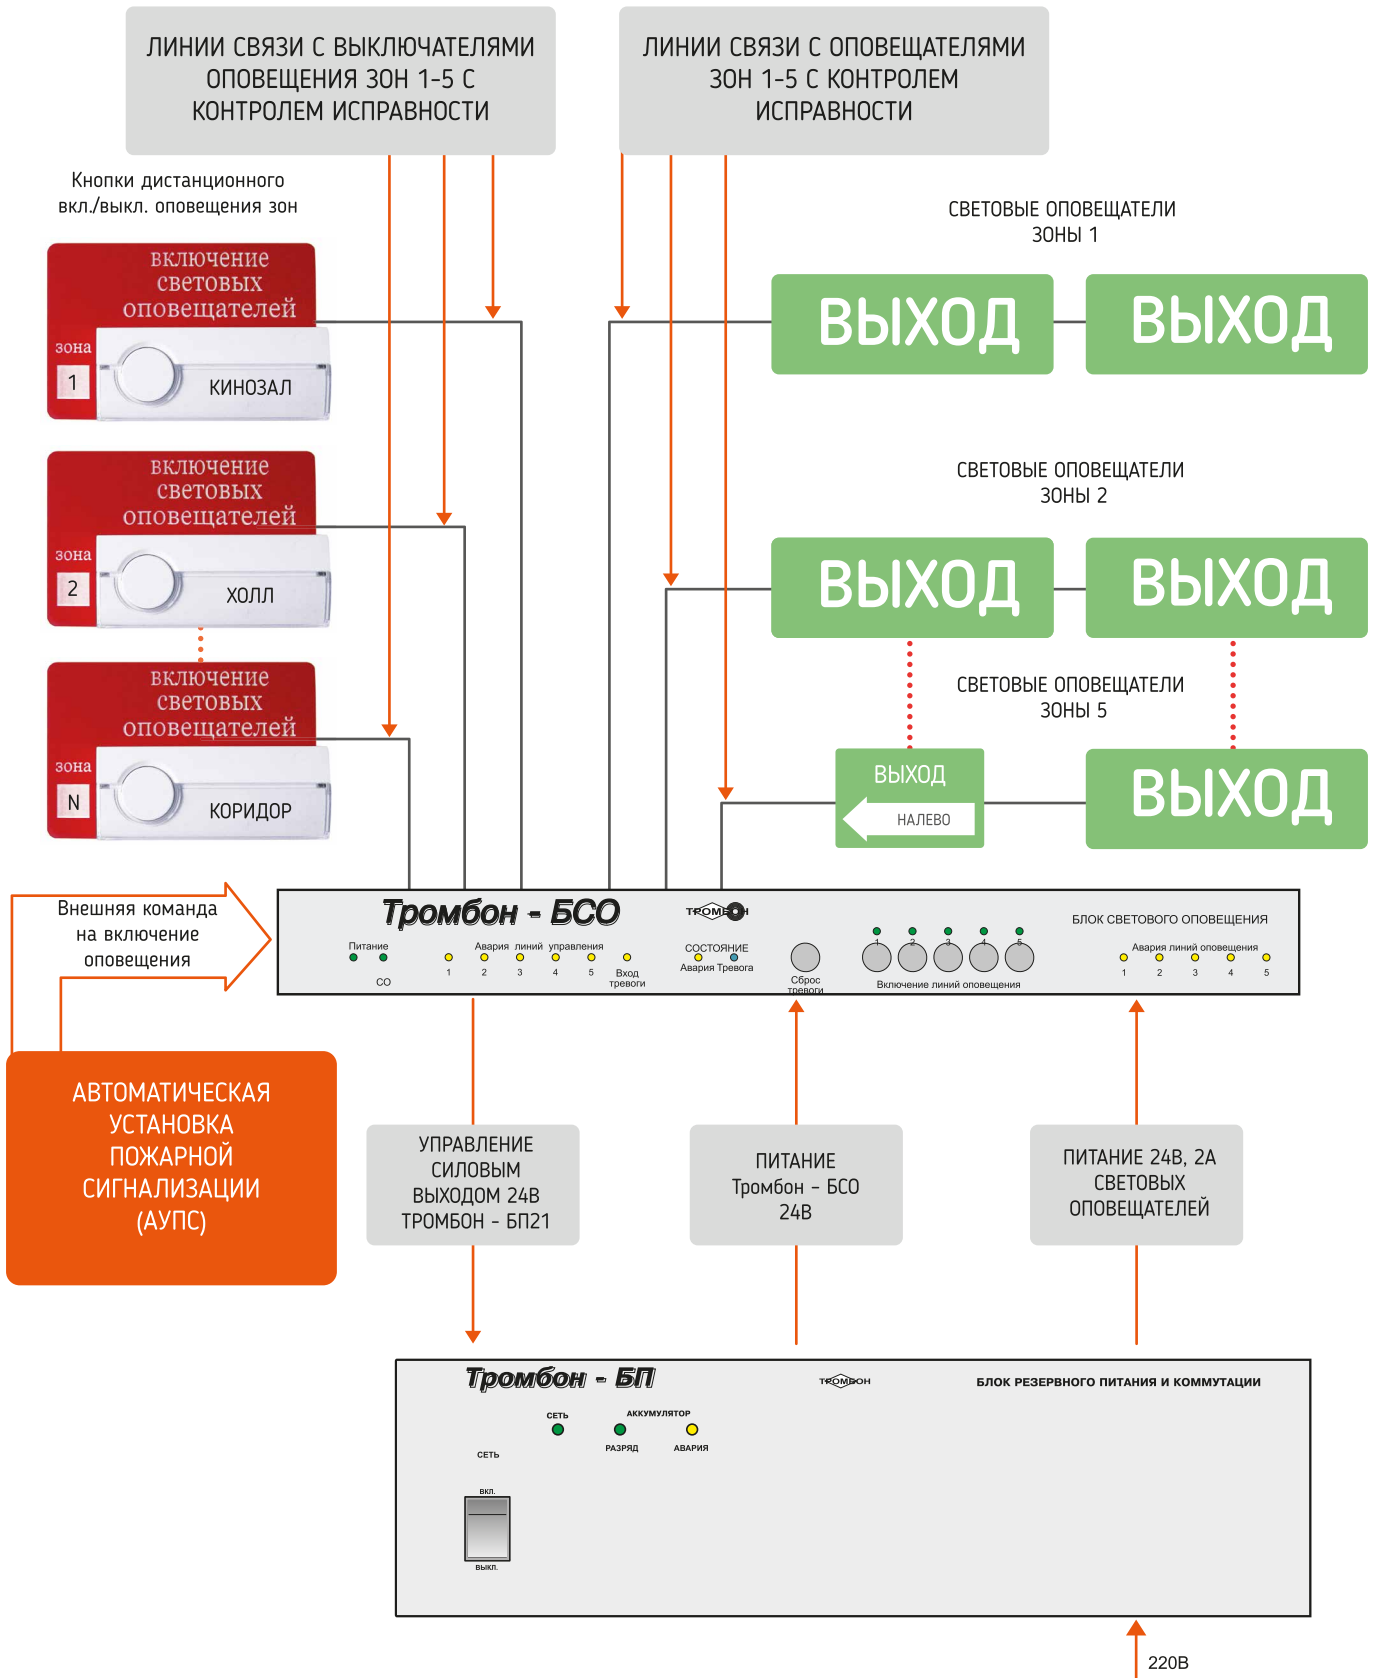 ЛИНИИ СВЯЗИ С ВЫКЛЮЧАТЕЛЯМИ
ОПОВЕЩЕНИЯ ЗОН 1-5 С
КОНТРОЛЕМ ИСПРАВНОСТИ
ЛИНИИ СВЯЗИ С ОПОВЕЩАТЕЛЯМИ
ЗОН 1-5 С КОНТРОЛЕМ
ИСПРАВНОСТИ
Кнопки дистанционного
вкл./выкл. оповещения зон
включение
световых
оповещателей
зона
1
КИНОЗАЛ
включение
световых
оповещателей
зона
2
ХОЛЛ
включение
световых
оповещателей
зона
N
КОРИДОР
СВЕТОВЫЕ ОПОВЕЩАТЕЛИ
ЗОНЫ 1
ВЫХОД
ВЫХОД
СВЕТОВЫЕ ОПОВЕЩАТЕЛИ
ЗОНЫ 2
ВЫХОД
ВЫХОД
СВЕТОВЫЕ ОПОВЕЩАТЕЛИ
ЗОНЫ 5
ВЫХОД
НАЛЕВО
ВЫХОД
Внешняя команда
на включение
оповещения
Тромбон - БСО
ТРОМБОН
БЛОК СВЕТОВОГО ОПОВЕЩЕНИЯ
Питание
СО
Авария линий управления
1 2 3 4 5
Вход
тревоги
СОСТОЯНИЕ
Авария Тревога
Сброс
тревоги
1 2 3 4 5
Включение линий оповещения
Авария линий оповещения
1 2 3 4 5
АВТОМАТИЧЕСКАЯ
УСТАНОВКА
ПОЖАРНОЙ
СИГНАЛИЗАЦИИ
(АУПС)
УПРАВЛЕНИЕ
СИЛОВЫМ
ВЫХОДОМ 24В
ТРОМБОН - БП21
ПИТАНИЕ
Тромбон - БСО
24В
ПИТАНИЕ 24В, 2А
СВЕТОВЫХ
ОПОВЕЩАТЕЛЕЙ
Тромбон - БП
ТРОМБОН
БЛОК РЕЗЕРВНОГО ПИТАНИЯ И КОММУТАЦИИ
СЕТЬ
АККУМУЛЯТОР
РАЗРЯД
АВАРИЯ
СЕТЬ
ВКЛ.
ВЫКЛ.
220В